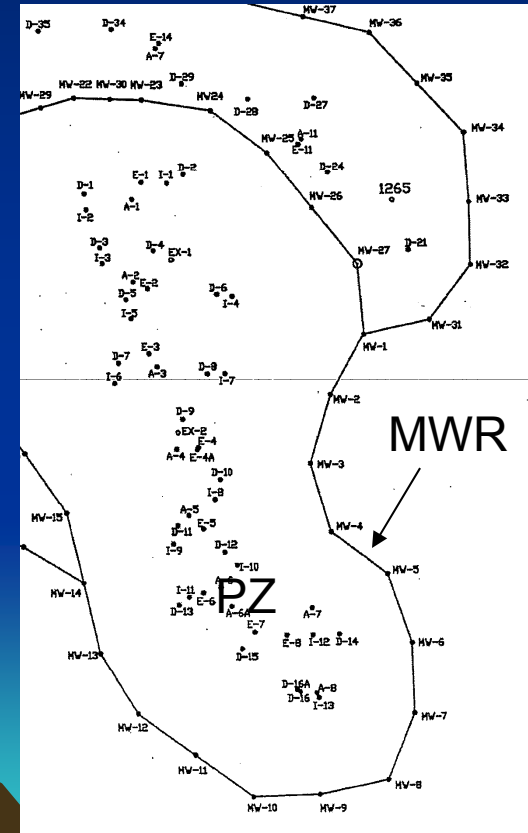 MW-37
D-35
D-34
MW-36
E-14
A-7
MW-35
D-29
MW-22 MW-30 MW-23
MW-29
MW24
D-28
D-27
MW-34
MW-25
A-11
E-11
D-24
E-1 I-1 D-2
MW-26
1265
MW-33
D-1
A-1
I-2
D-3
D-4
EX-1
I-3
MW-27
D-21
MW-32
A-2
E-2
D-5
D-6
I-4
I-5
MW-31
MW-1
E-3
D-7
A-3
D-8
I-6
I-7
MW-2
D-9
EX-2
E-4
A-4
E-4A
MWR
MW-3
D-10
I-8
MW-15
A-5
E-5
D-11
MW-4
I-9
D-12
I-10
MW-5
MW-14
I-11
E-6
PZ
D-13
A-6A
A-7
E-7
E-8 I-12 D-14
MW-6
D-15
MW-13
D-16A
A-8
D-16
I-13
MW-7
MW-12
MW-11
MW-8
MW-10
MW-9